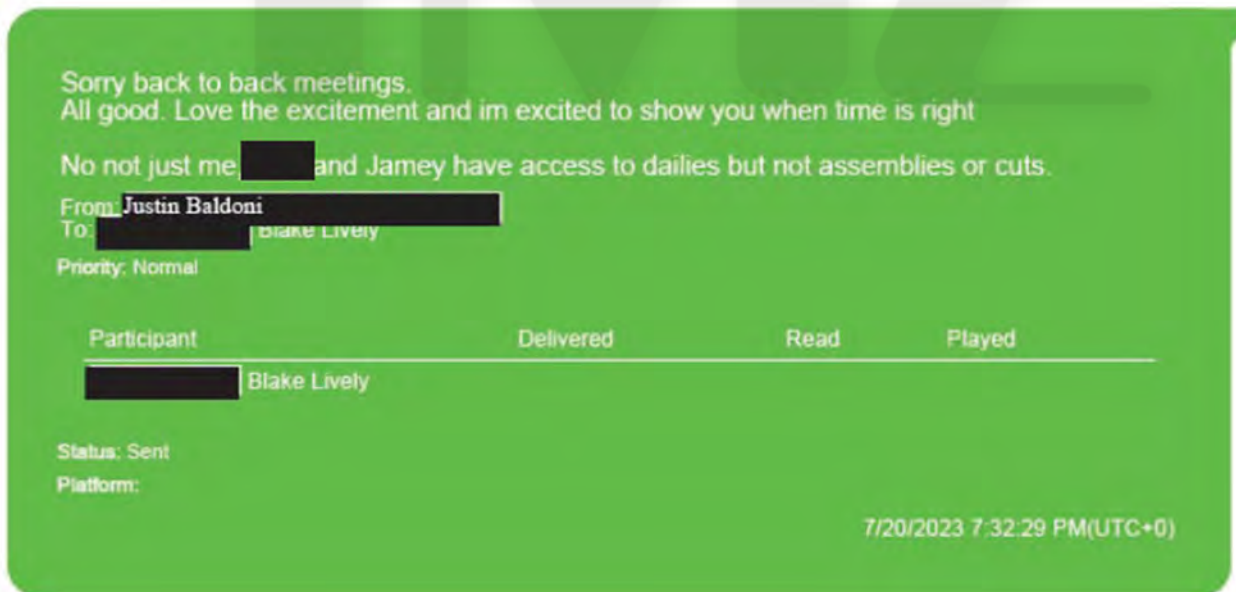 TMZ
Sorry back to back meetings.
All good. Love the excitement and im excited to show you when time is right
No not just me, and Jamey have access to dailies but not assemblies or cuts.
From: Justin Baldoni
To: Blake Lively
Priority: Normal
Participant Delivered Read Played
Blake Lively
Status: Sent
Platform:
7/20/2023 7:32:29 PM(UTC+0)